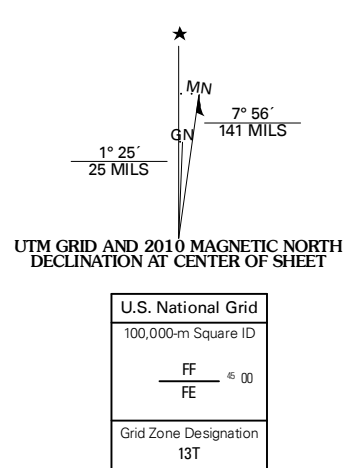 MN
7° 56´
141 MILS
GN
1° 25´
25 MILS
UTM GRID AND 2010 MAGNETIC NORTH
DECLINATION AT CENTER OF SHEET
U.S. National Grid
100,000-m Square ID
FF
45 00
FE
Grid Zone Designation
13T